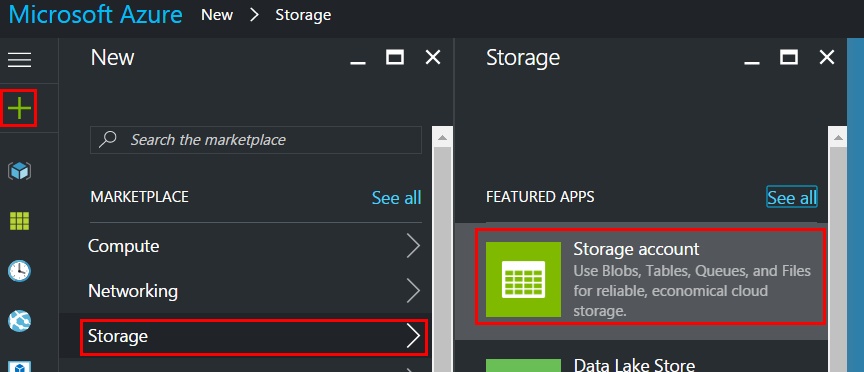 Microsoft Azure New > Storage
New
Search the marketplace
MARKETPLACE See all
Compute
Networking
Storage
Storage
FEATURED APPS See all
Storage account
Use Blobs, Tables, Queues, and Files
for reliable, economical cloud
storage.
Data Lake Store